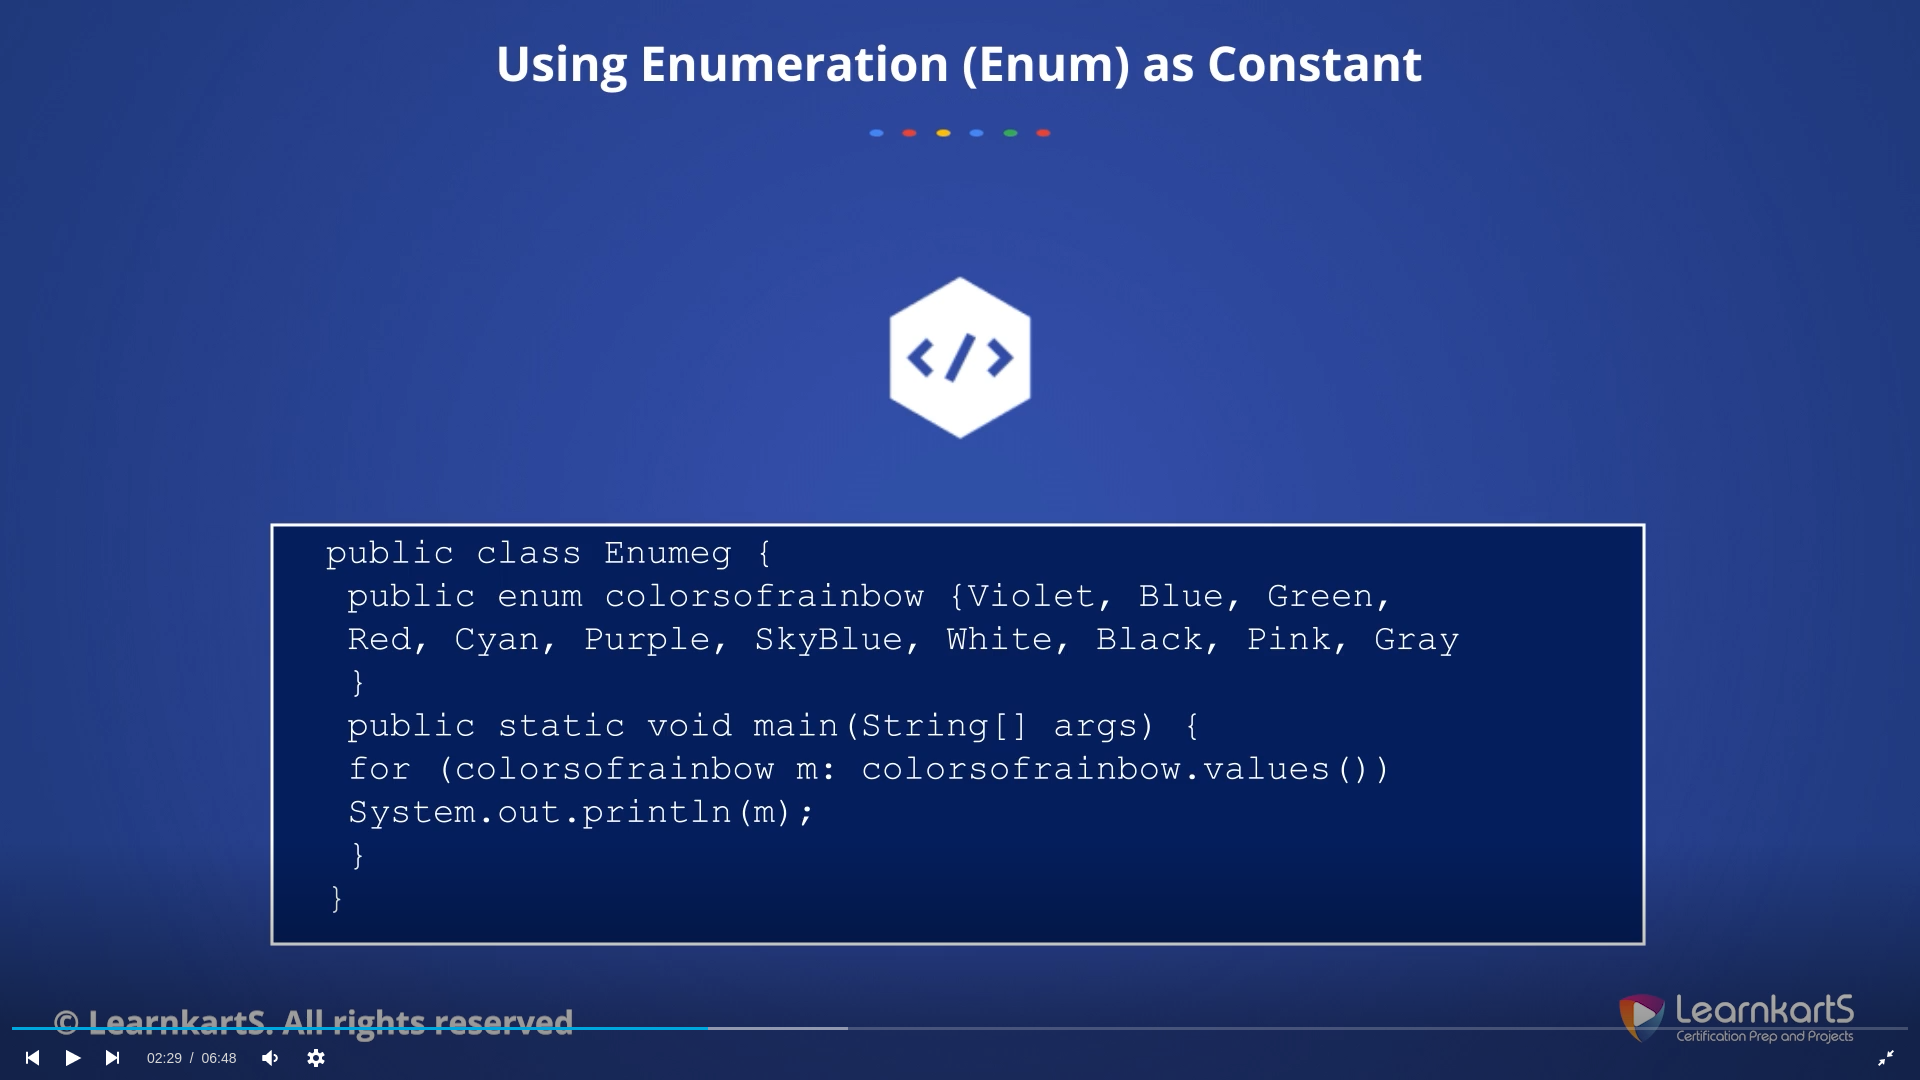 Using Enumeration (Enum) as Constant
</>
public class Enumeg {
public enum colorsofrainbow {Violet, Blue, Green,
Red, Cyan, Purple, SkyBlue, White, Black, Pink, Gray
}
public static void main(String[] args) {
for (colorsofrainbow m: colorsofrainbow.values())
System.out.println(m);
}
}
© LearnkartS. All rights reserved
LearnkartS
Certification Prep and Projects
02:29 / 06:48